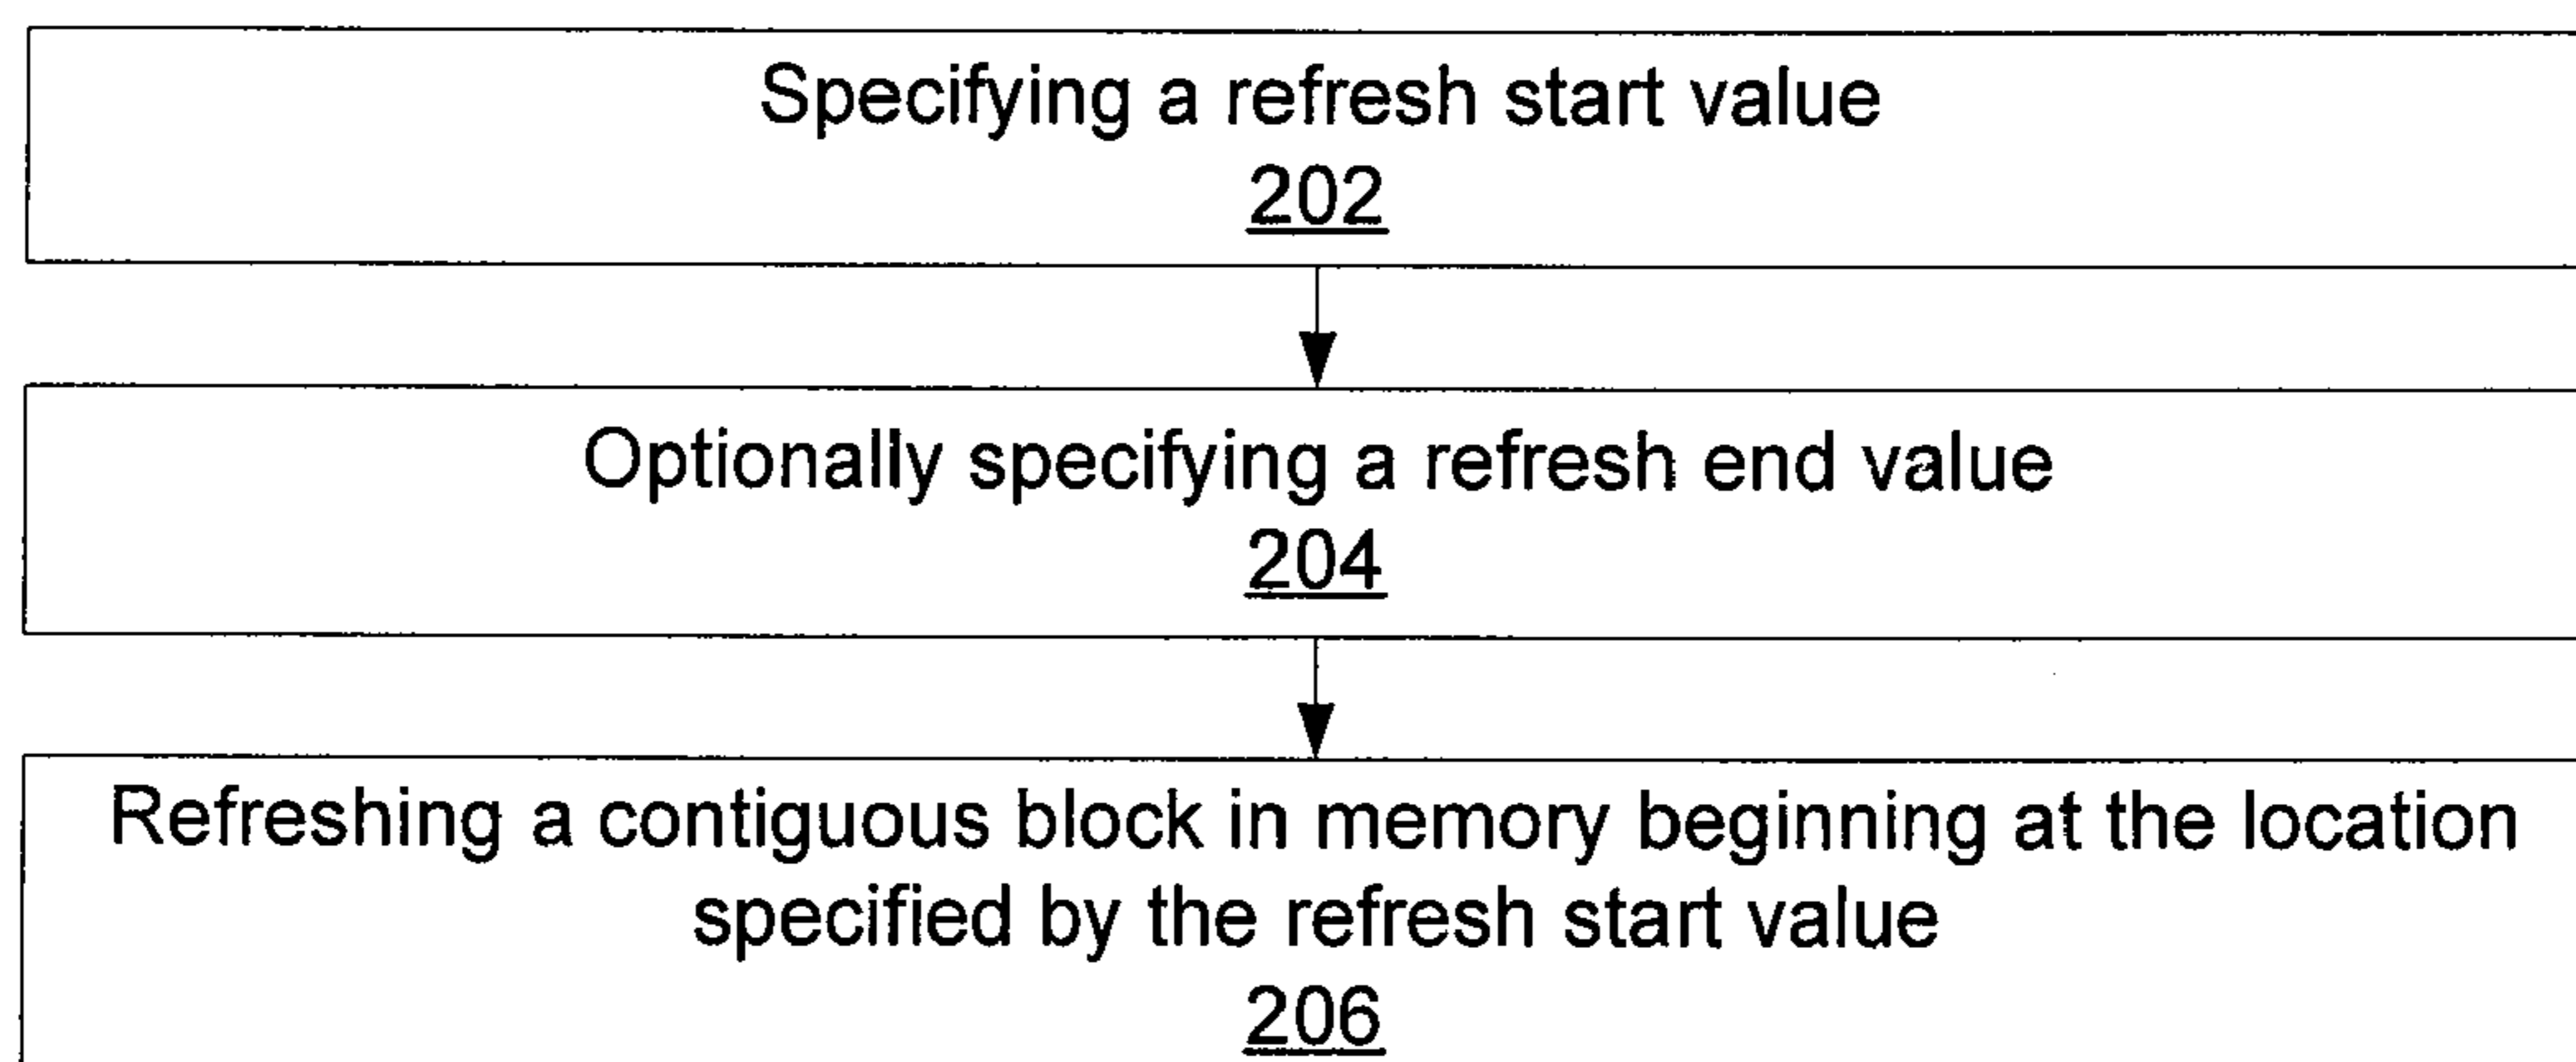 Specifying a refresh start value
202
Optionally specifying a refresh end value
204
Refreshing a contiguous block in memory beginning at the location
specified by the refresh start value
206